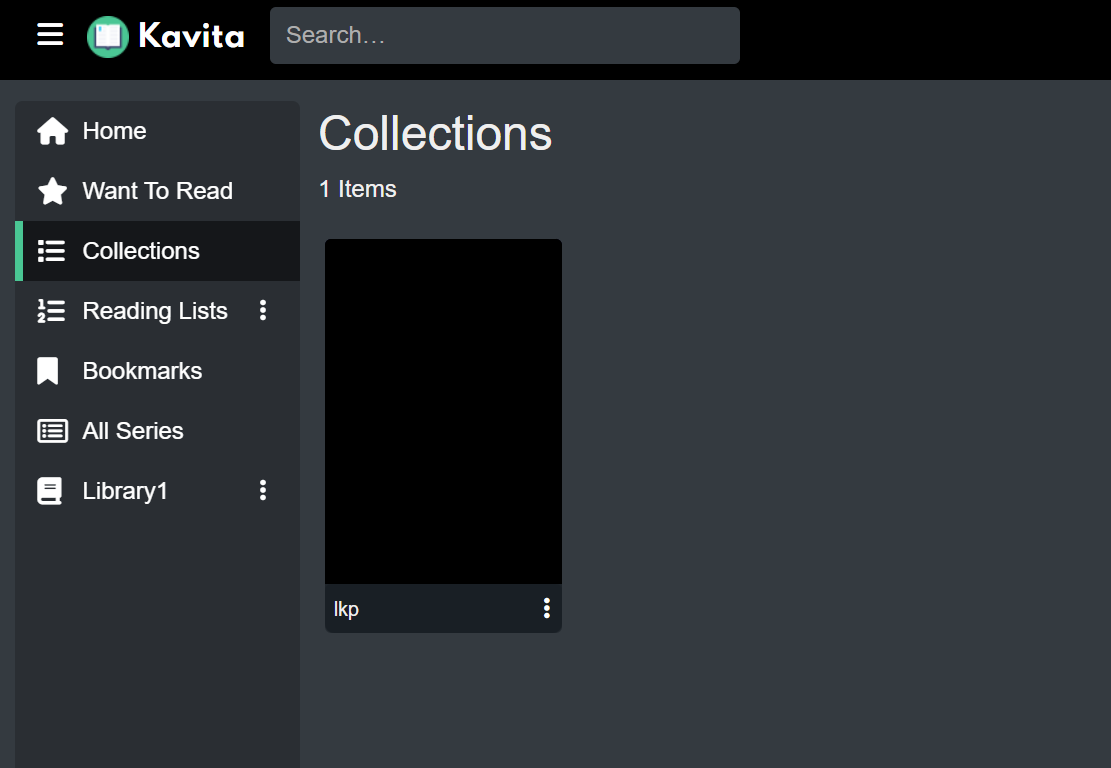 Kavita
Search…
Home
Want To Read
Collections
Reading Lists
Bookmarks
All Series
Library1
Collections
1 Items
lkp